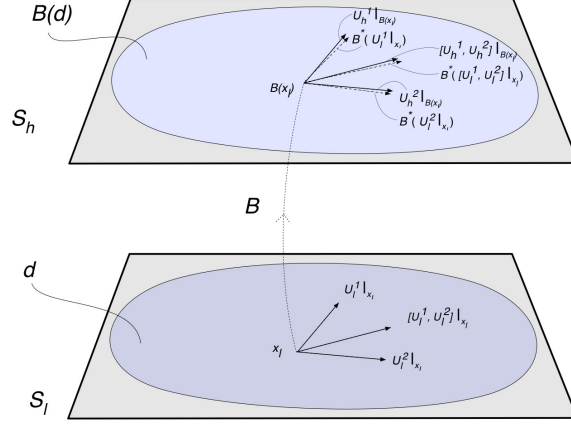 B(d)
U_h^1|_{B(x_l)}
B^*(U_l^1|_{x_l})
[U_h^1, U_h^2]|_{B(x_l)}
B^*([U_l^1, U_l^2]|_{x_l})
B(x_l)
U_h^2|_{B(x_l)}
B^*(U_l^2|_{x_l})
S_h
B
d
U_l^1|_{x_l}
[U_l^1, U_l^2]|_{x_l}
x_l
U_l^2|_{x_l}
S_l